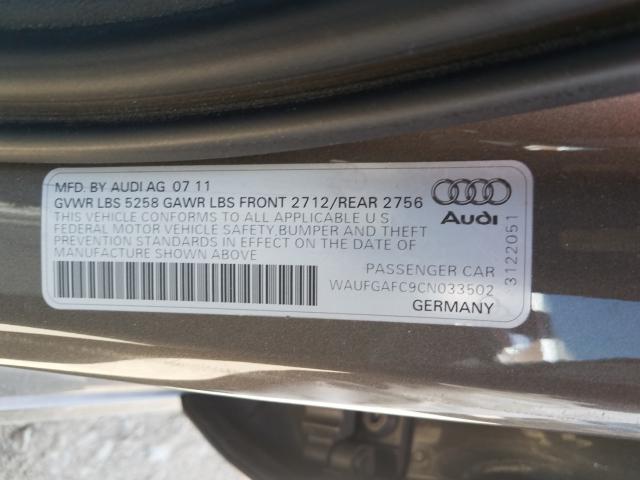 MFD. BY AUDI AG 07 11
GVWR LBS 5258 GAWR LBS FRONT 2712/REAR 2756
THIS VEHICLE CONFORMS TO ALL APPLICABLE U S
FEDERAL MOTOR VEHICLE SAFETY,BUMPER AND THEFT
PREVENTION STANDARDS IN EFFECT ON THE DATE OF
MANUFACTURE SHOWN ABOVE
PASSENGER CAR
WAUFGAFC9CN033502
GERMANY
Audi
3122051